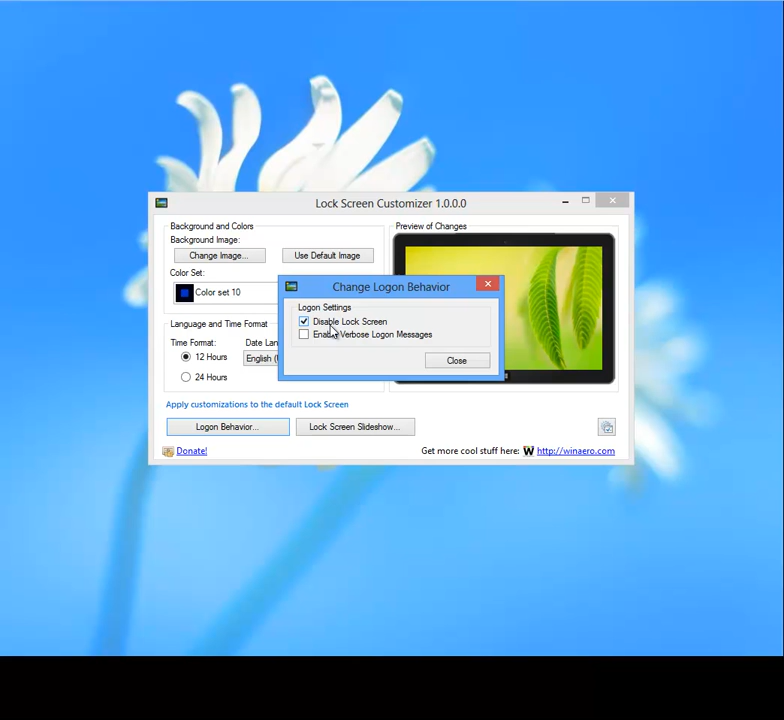 Lock Screen Customizer 1.0.0.0
Background and Colors
Background Image:
Change Image...
Use Default Image
Color Set:
Color set 10
Preview of Changes
Change Logon Behavior
Logon Settings
Disable Lock Screen
Enable Verbose Logon Messages
Close
Language and Time Format
Time Format:
Date Lan
12 Hours
English (
24 Hours
Apply customizations to the default Lock Screen
Logon Behavior...
Lock Screen Slideshow...
Donate!
Get more cool stuff here: W http://winaero.com